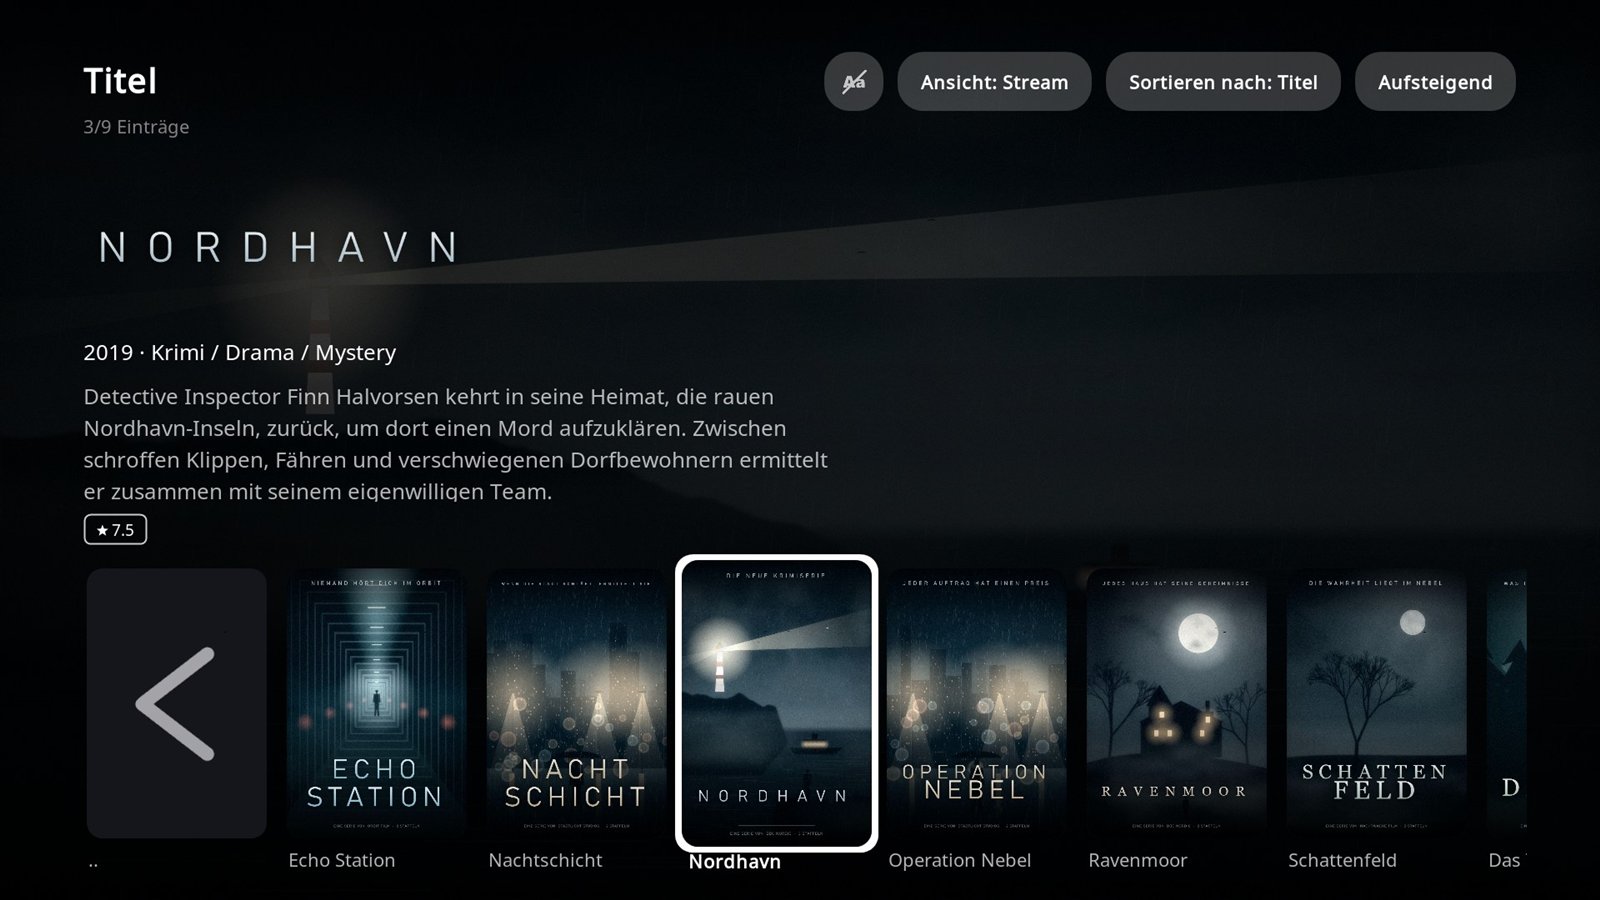 Titel
3/9 Einträge
Aa
Ansicht: Stream
Sortieren nach: Titel
Aufsteigend
NORDHAVN
2019 · Krimi / Drama / Mystery
Detective Inspector Finn Halvorsen kehrt in seine Heimat, die rauen
Nordhavn-Inseln, zurück, um dort einen Mord aufzuklären. Zwischen
schroffen Klippen, Fähren und verschwiegenen Dorfbewohnern ermittelt
er zusammen mit seinem eigenwilligen Team.
★ 7.5
NIEMAND HÖRT DICH IM ORBIT
ECHO
STATION
NACHT
SCHICHT
DIE NEUE KRIMISERIE
NORDHAVN
JEDER AUFTRAG HAT EINEN PREIS
OPERATION
NEBEL
JEDES HAUS HAT SEINE GEHEIMNISSE
RAVENMOOR
DIE WAHRHEIT LIEGT IM NEBEL
SCHATTEN
FELD
D
..
Echo Station
Nachtschicht
Nordhavn
Operation Nebel
Ravenmoor
Schattenfeld
Das